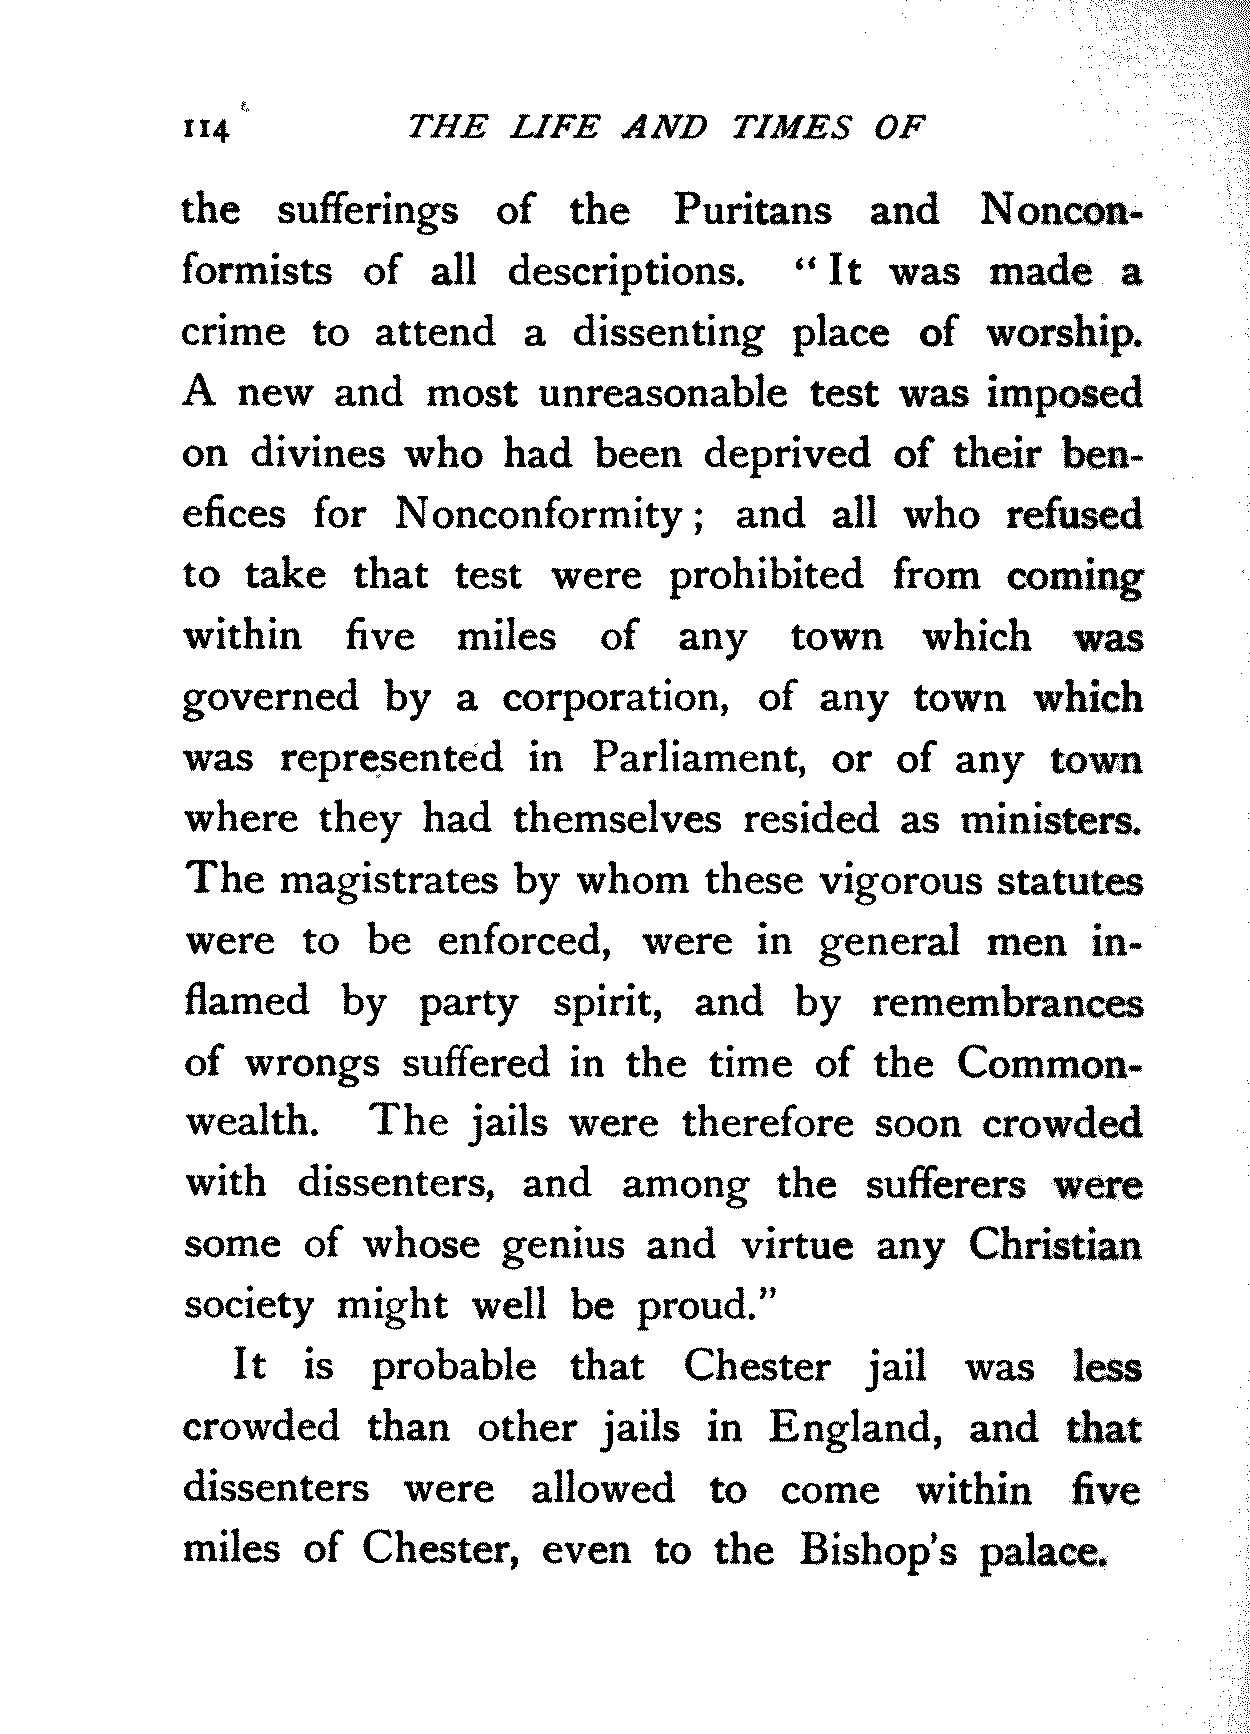 114 THE LIFE AND TIMES OF
the sufferings of the Puritans and Noncon-
formists of all descriptions. “It was made a
crime to attend a dissenting place of worship.
A new and most unreasonable test was imposed
on divines who had been deprived of their ben-
efices for Nonconformity; and all who refused
to take that test were prohibited from coming
within five miles of any town which was
governed by a corporation, of any town which
was represented in Parliament, or of any town
where they had themselves resided as ministers.
The magistrates by whom these vigorous statutes
were to be enforced, were in general men in-
flamed by party spirit, and by remembrances
of wrongs suffered in the time of the Common-
wealth. The jails were therefore soon crowded
with dissenters, and among the sufferers were
some of whose genius and virtue any Christian
society might well be proud.”
It is probable that Chester jail was less
crowded than other jails in England, and that
dissenters were allowed to come within five
miles of Chester, even to the Bishop's palace.